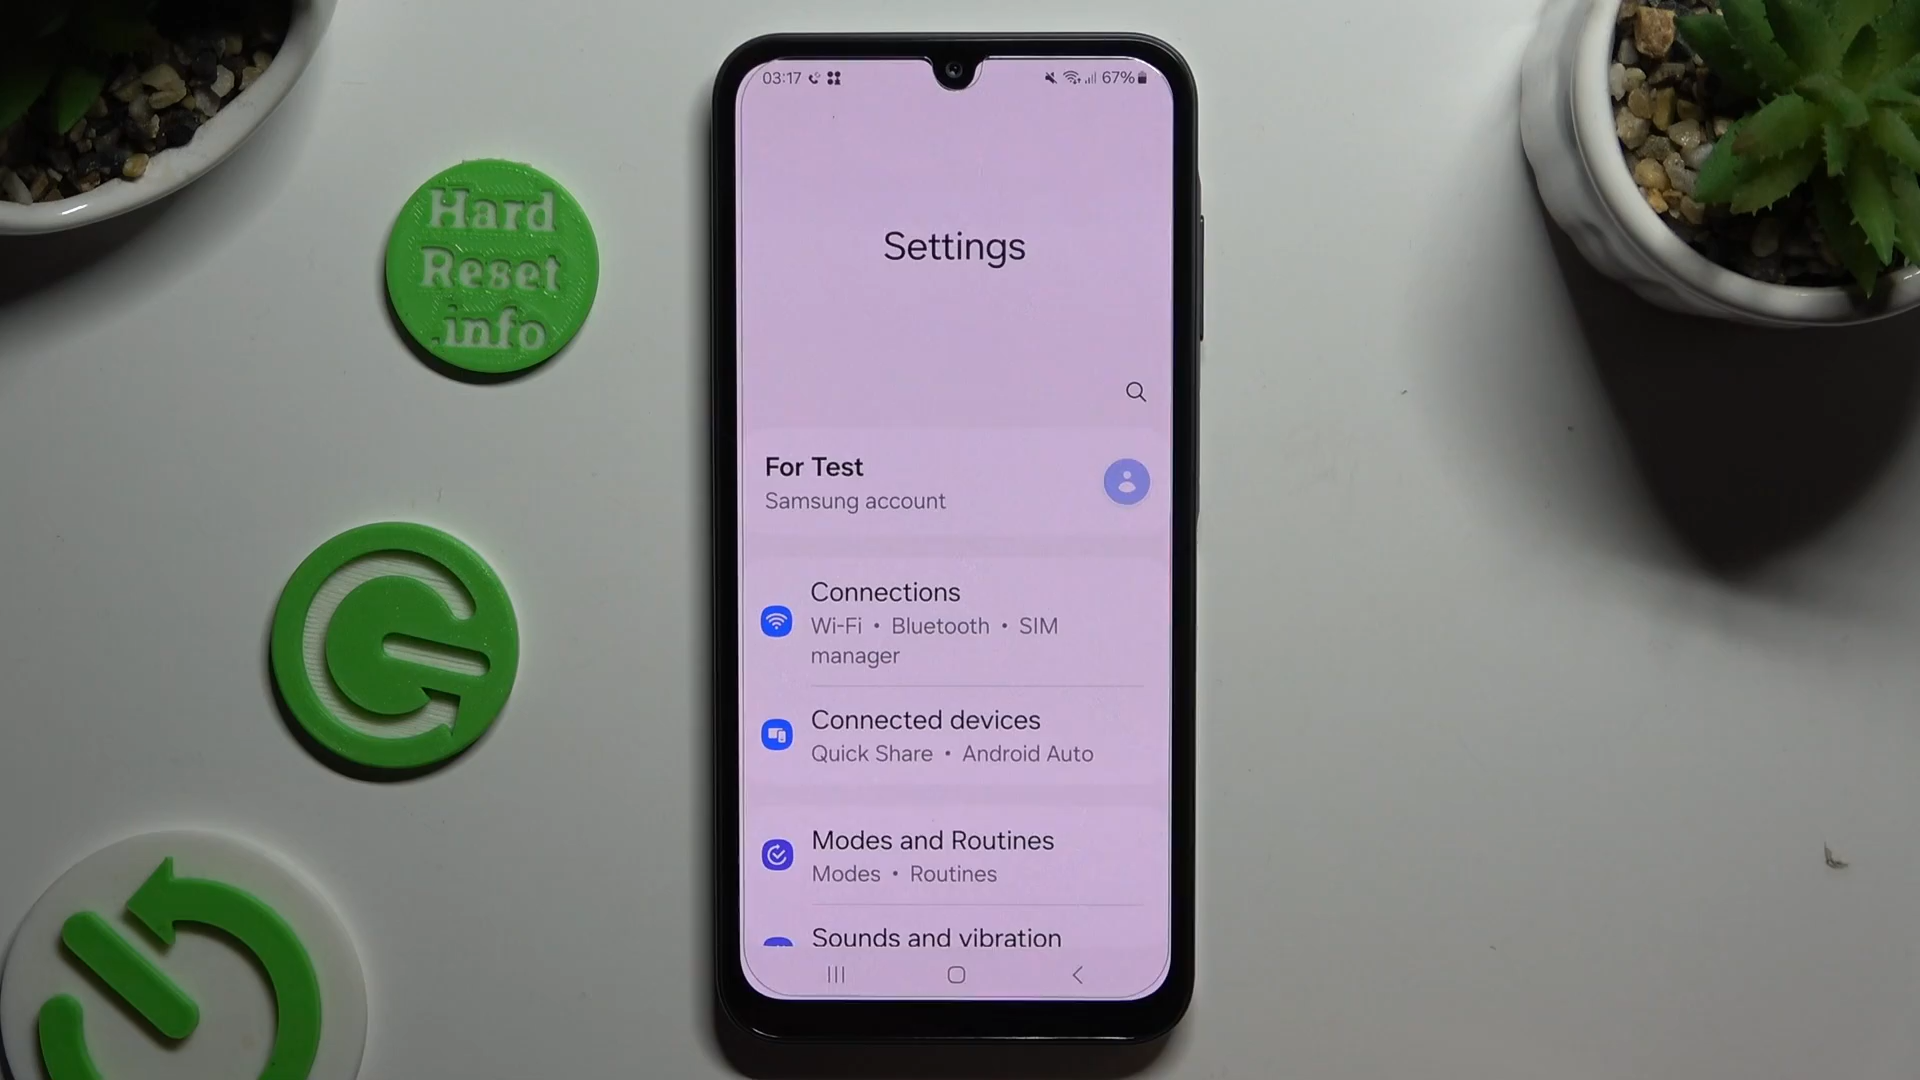 Hard
Reset
.info
03:17
67%
Settings
For Test
Samsung account
Connections
Wi-Fi • Bluetooth • SIM
manager
Connected devices
Quick Share • Android Auto
Modes and Routines
Modes • Routines
Sounds and vibration